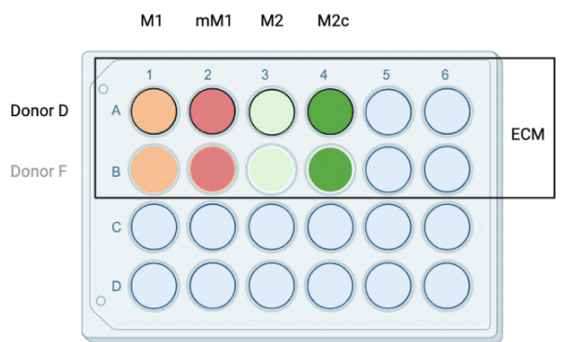 M1 mM1 M2 M2c
1 2 3 4 5 6
Donor D A
ECM
Donor F B
C
D